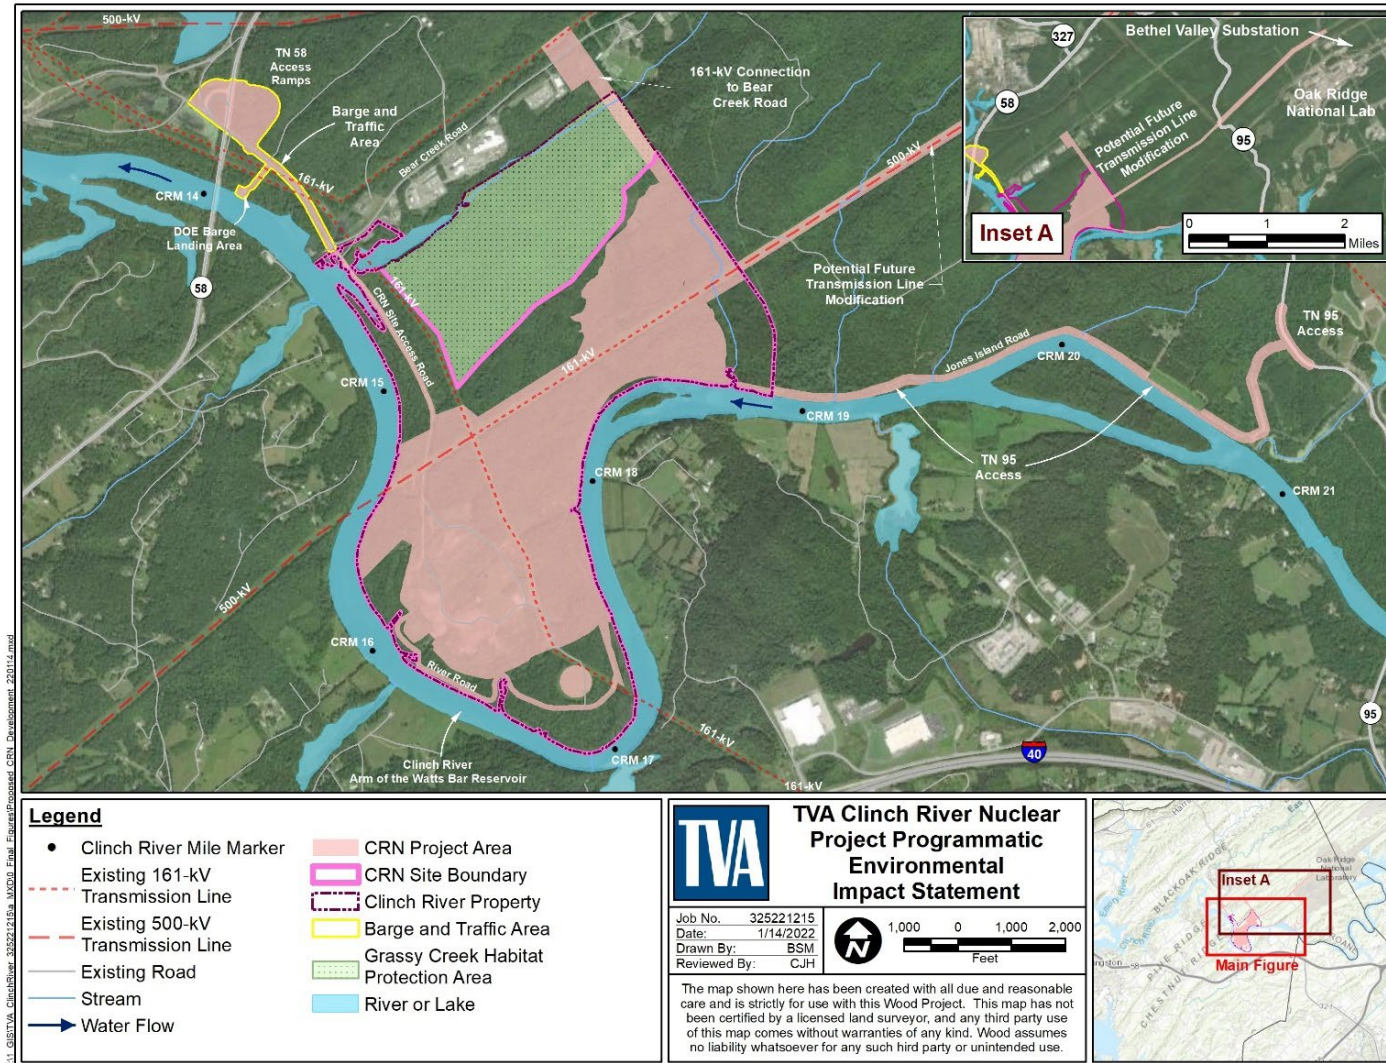 500-kV
TN 58
Access
Ramps
Barge and
Traffic
Area
161-kV
Bear Creek Road
161-kV Connection
to Bear
Creek Road
CRM 14
DOE Barge
Landing Area
58
161-kV
CRN Site Access Road
500-kV
Potential Future
Transmission Line
Modification
327
Bethel Valley Substation
58
Oak Ridge
National Lab
Potential Future
Transmission Line
Modification
95
Inset A
0 1 2
Miles
TN 95
Access
Jones Island Road
CRM 20
CRM 15
161-kV
CRM 19
TN 95
Access
CRM 18
CRM 21
500-kV
CRM 16
River Road
Clinch River
Arm of the Watts Bar Reservoir
CRM 17
161-kV
161-kV
40
95
Legend
Clinch River Mile Marker
Existing 161-kV
Transmission Line
Existing 500-kV
Transmission Line
Existing Road
Stream
Water Flow
CRN Project Area
CRN Site Boundary
Clinch River Property
Barge and Traffic Area
Grassy Creek Habitat
Protection Area
River or Lake
TVA
TVA Clinch River Nuclear
Project Programmatic
Environmental
Impact Statement
Job No. 325221215
Date: 1/14/2022
Drawn By: BSM
Reviewed By: CJH
N
1,000 0 1,000 2,000
Feet
The map shown here has been created with all due and reasonable
care and is strictly for use with this Wood Project. This map has not
been certified by a licensed land surveyor, and any third party use
of this map comes without warranties of any kind. Wood assumes
no liability whatsoever for any such hird party or unintended use.
Oak Ridge
National
Laboratory
Inset A
BLACKOAK RIDGE
PINE RIDGE
CHESTNUT RIDGE
Main Figure